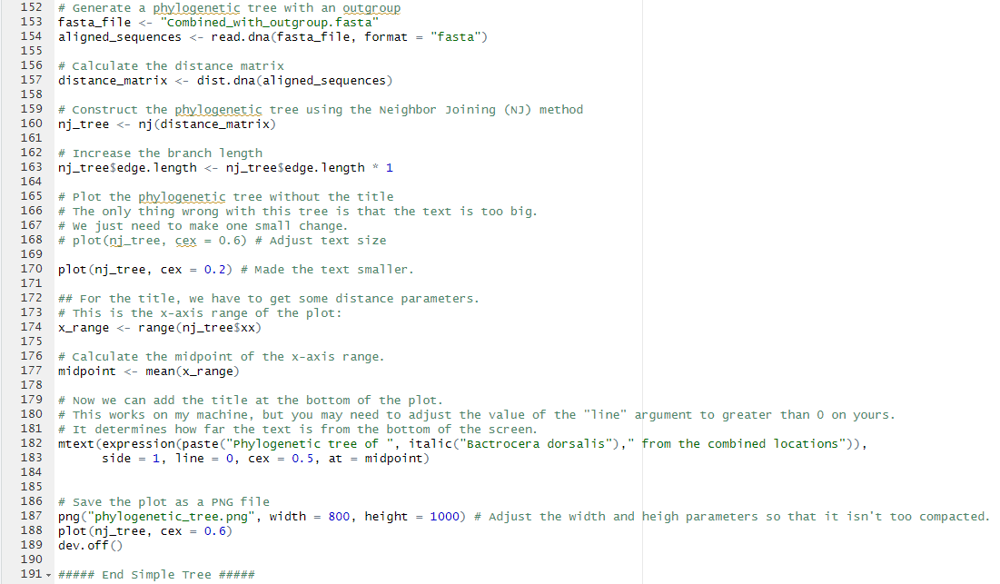 152 # Generate a phylogenetic tree with an outgroup
153 fasta_file <- "Combined_with_outgroup.fasta"
154 aligned_sequences <- read.dna(fasta_file, format = "fasta")
155
156 # Calculate the distance matrix
157 distance_matrix <- dist.dna(aligned_sequences)
158
159 # Construct the phylogenetic tree using the Neighbor Joining (NJ) method
160 nj_tree <- nj(distance_matrix)
161
162 # Increase the branch length
163 nj_tree$edge.length <- nj_tree$edge.length * 1
164
165 # Plot the phylogenetic tree without the title
166 # The only thing wrong with this tree is that the text is too big.
167 # We just need to make one small change.
168 # plot(nj_tree, cex = 0.6) # Adjust text size
169
170 plot(nj_tree, cex = 0.2) # Made the text smaller.
171
172 ## For the title, we have to get some distance parameters.
173 # This is the x-axis range of the plot:
174 x_range <- range(nj_tree$xx)
175
176 # Calculate the midpoint of the x-axis range.
177 midpoint <- mean(x_range)
178
179 # Now we can add the title at the bottom of the plot.
180 # This works on my machine, but you may need to adjust the value of the "line" argument to greater than 0 on yours.
181 # It determines how far the text is from the bottom of the screen.
182 mtext(expression(paste("Phylogenetic tree of ", italic("Bactrocera dorsalis")," from the combined locations")),
183       side = 1, line = 0, cex = 0.5, at = midpoint)
184
185
186 # Save the plot as a PNG file
187 png("phylogenetic_tree.png", width = 800, height = 1000) # Adjust the width and heigh parameters so that it isn't too compacted.
188 plot(nj_tree, cex = 0.6)
189 dev.off()
190
191 ##### End Simple Tree #####